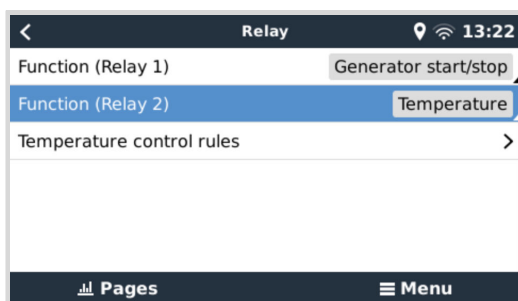 Relay 13:22
Function (Relay 1) Generator start/stop
Function (Relay 2) Temperature
Temperature control rules
Pages Menu